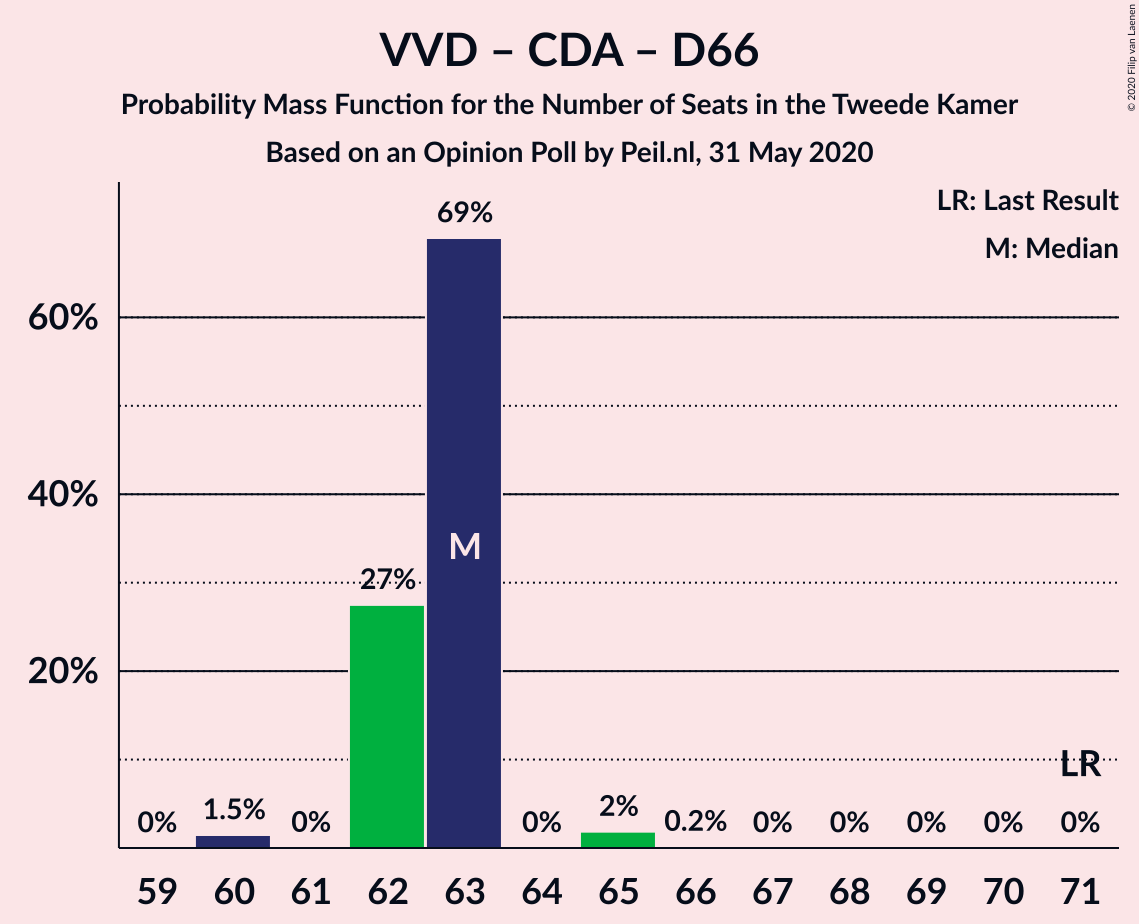 VVD – CDA – D66
Probability Mass Function for the Number of Seats in the Tweede Kamer
Based on an Opinion Poll by Peil.nl, 31 May 2020
© 2020 Filip van Laenen
LR: Last Result
M: Median
60%
40%
20%
0%
1.5%
0%
27%
69%
M
0%
2%
0.2%
0%
0%
0%
0%
LR
0%
59 60 61 62 63 64 65 66 67 68 69 70 71